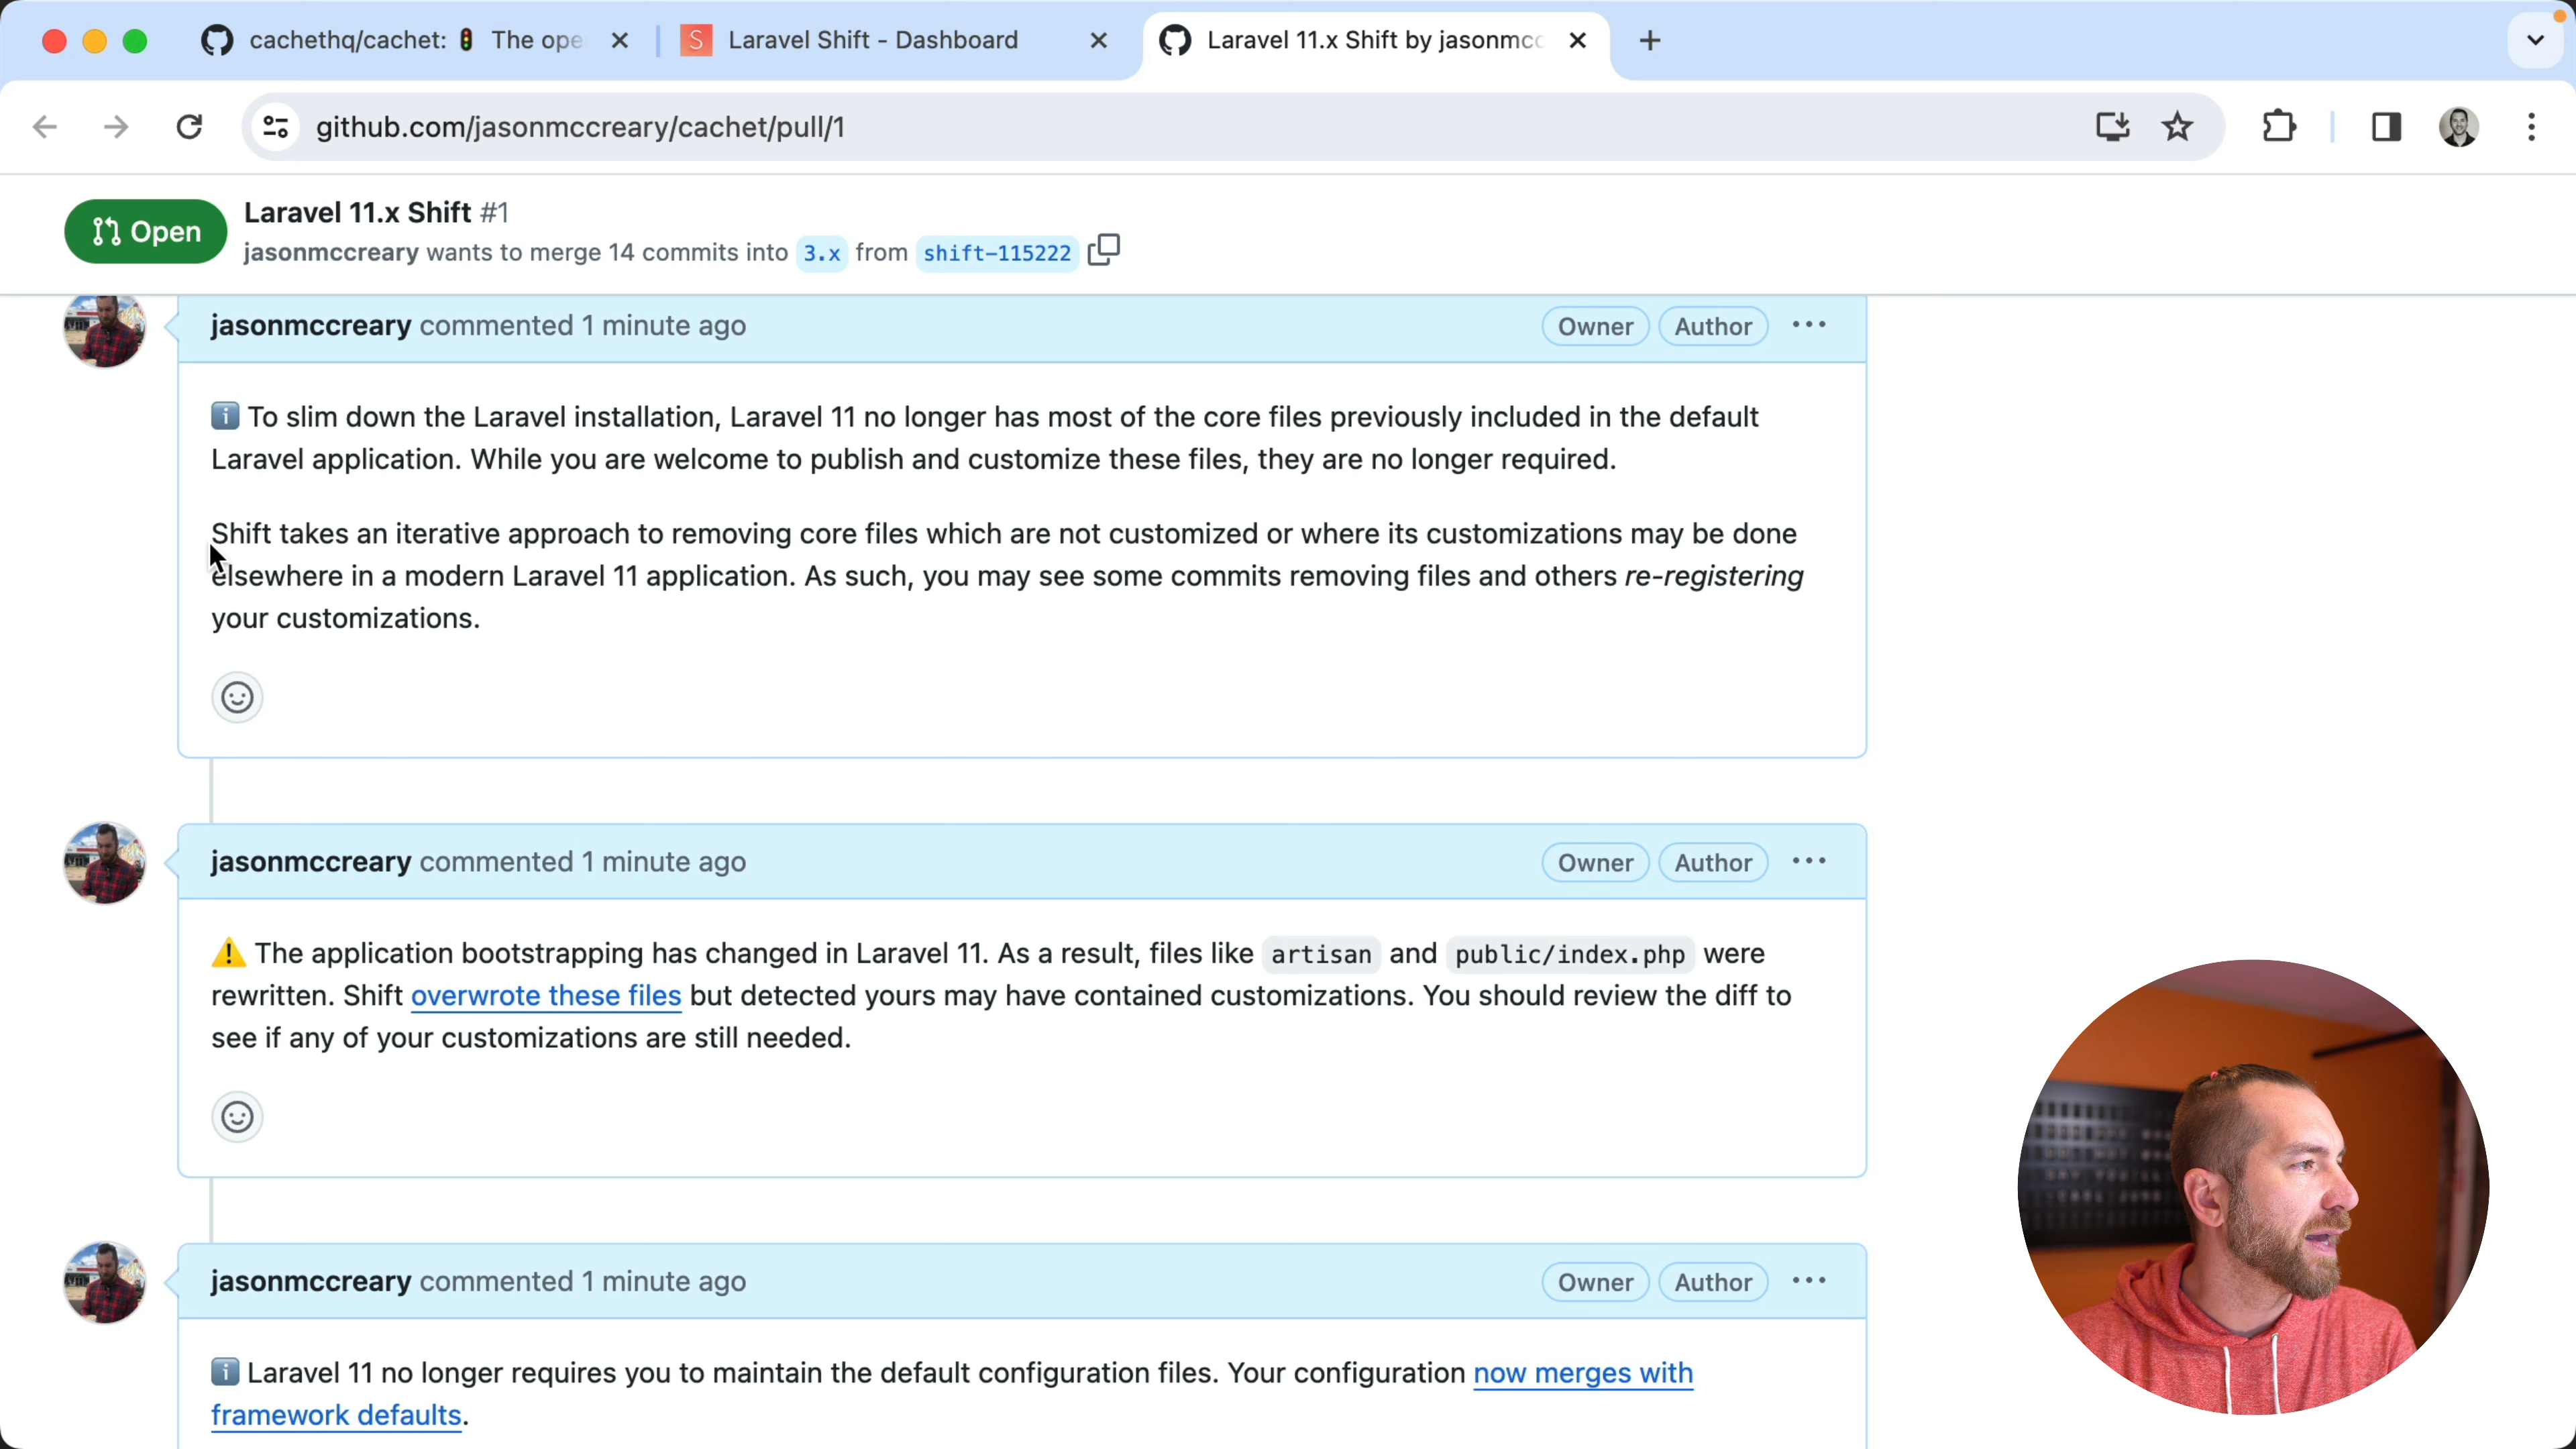 cachethq/cachet: 🚦 The ope
Laravel Shift - Dashboard
Laravel 11.x Shift by jasonmcc
github.com/jasonmccreary/cachet/pull/1
Open
Laravel 11.x Shift #1
jasonmccreary wants to merge 14 commits into 3.x from shift-115222
jasonmccreary commented 1 minute ago
Owner
Author
ℹ️ To slim down the Laravel installation, Laravel 11 no longer has most of the core files previously included in the default
Laravel application. While you are welcome to publish and customize these files, they are no longer required.
Shift takes an iterative approach to removing core files which are not customized or where its customizations may be done
elsewhere in a modern Laravel 11 application. As such, you may see some commits removing files and others re-registering
your customizations.
jasonmccreary commented 1 minute ago
Owner
Author
⚠️ The application bootstrapping has changed in Laravel 11. As a result, files like artisan and public/index.php were
rewritten. Shift overwrote these files but detected yours may have contained customizations. You should review the diff to
see if any of your customizations are still needed.
jasonmccreary commented 1 minute ago
Owner
Author
ℹ️ Laravel 11 no longer requires you to maintain the default configuration files. Your configuration now merges with
framework defaults.